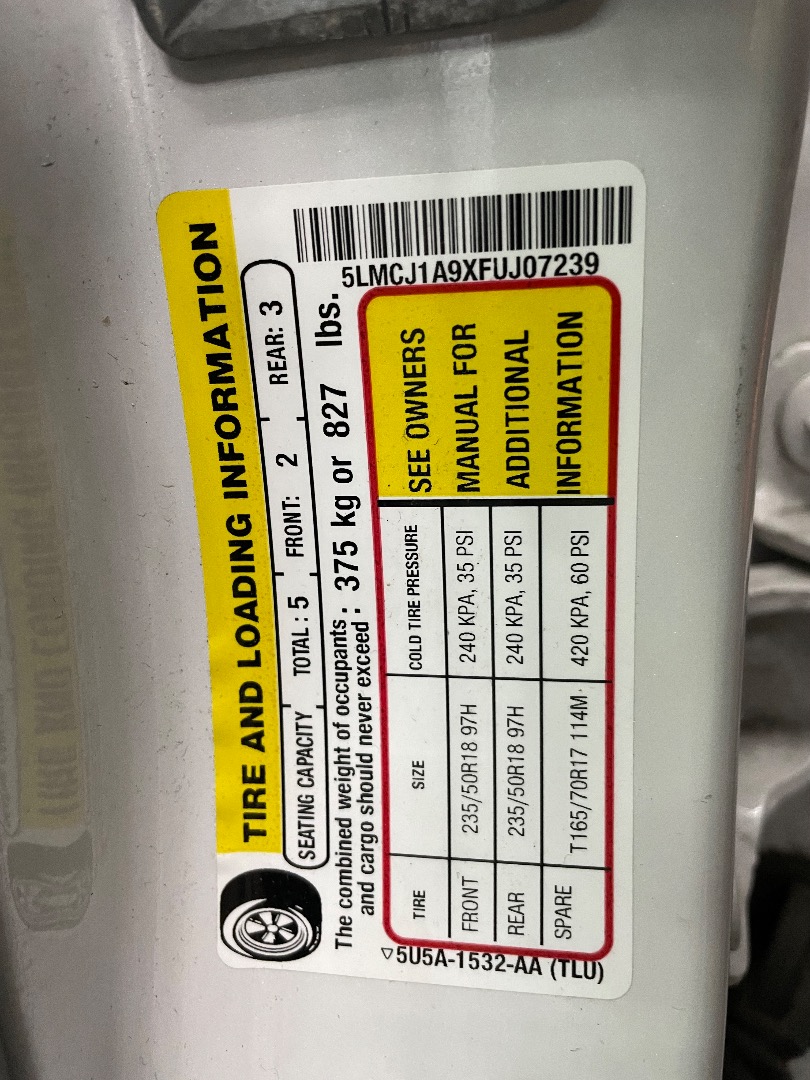 TIRE AND LOADING INFORMATION
SEATING CAPACITY TOTAL : 5 FRONT: 2 REAR: 3
The combined weight of occupants
and cargo should never exceed : 375 kg or 827 lbs.
5LMCJ1A9XFUJ07239
TIRE SIZE COLD TIRE PRESSURE
FRONT 235/50R18 97H 240 KPA, 35 PSI
REAR 235/50R18 97H 240 KPA, 35 PSI
SPARE T165/70R17 114M 420 KPA, 60 PSI
SEE OWNERS
MANUAL FOR
ADDITIONAL
INFORMATION
5U5A-1532-AA (TLU)